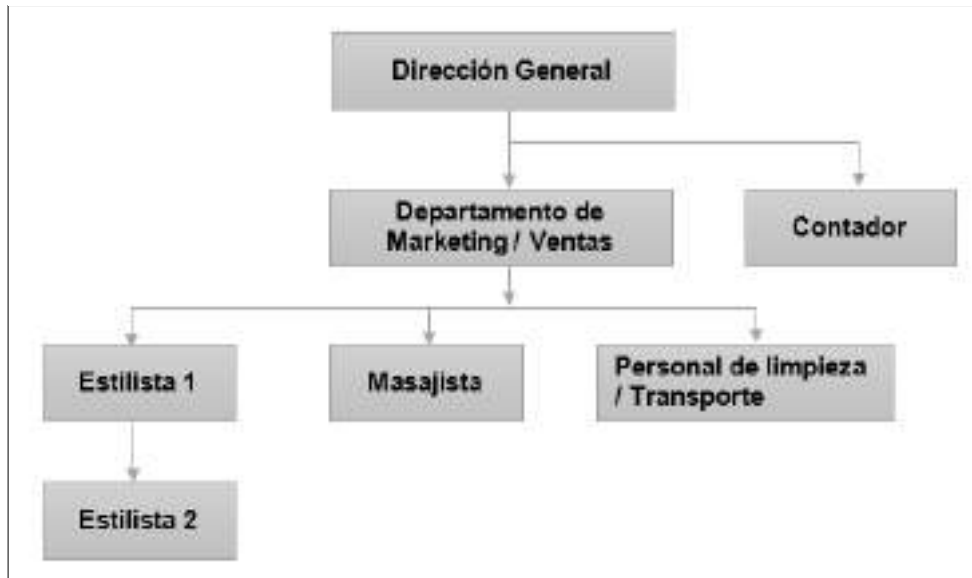 Dirección General
Departamento de
Marketing / Ventas
Contador
Estilista 1
Masajista
Personal de limpieza
/ Transporte
Estilista 2